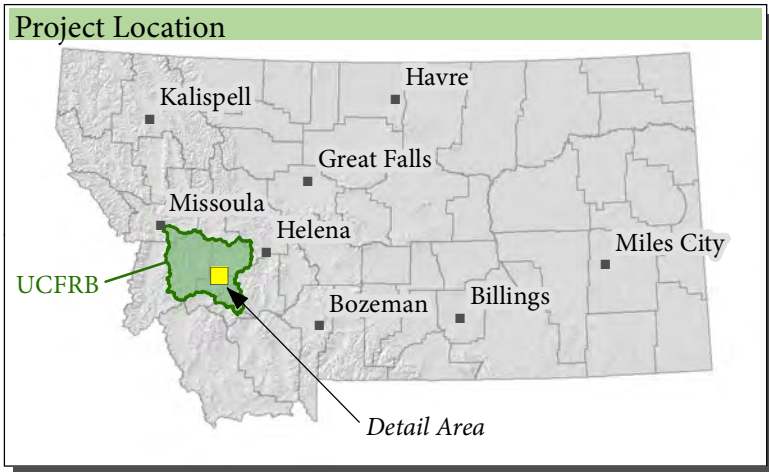 Project Location
Havre
Kalispell
Great Falls
Missoula
Helena
Miles City
UCFRB
Bozeman
Billings
Detail Area